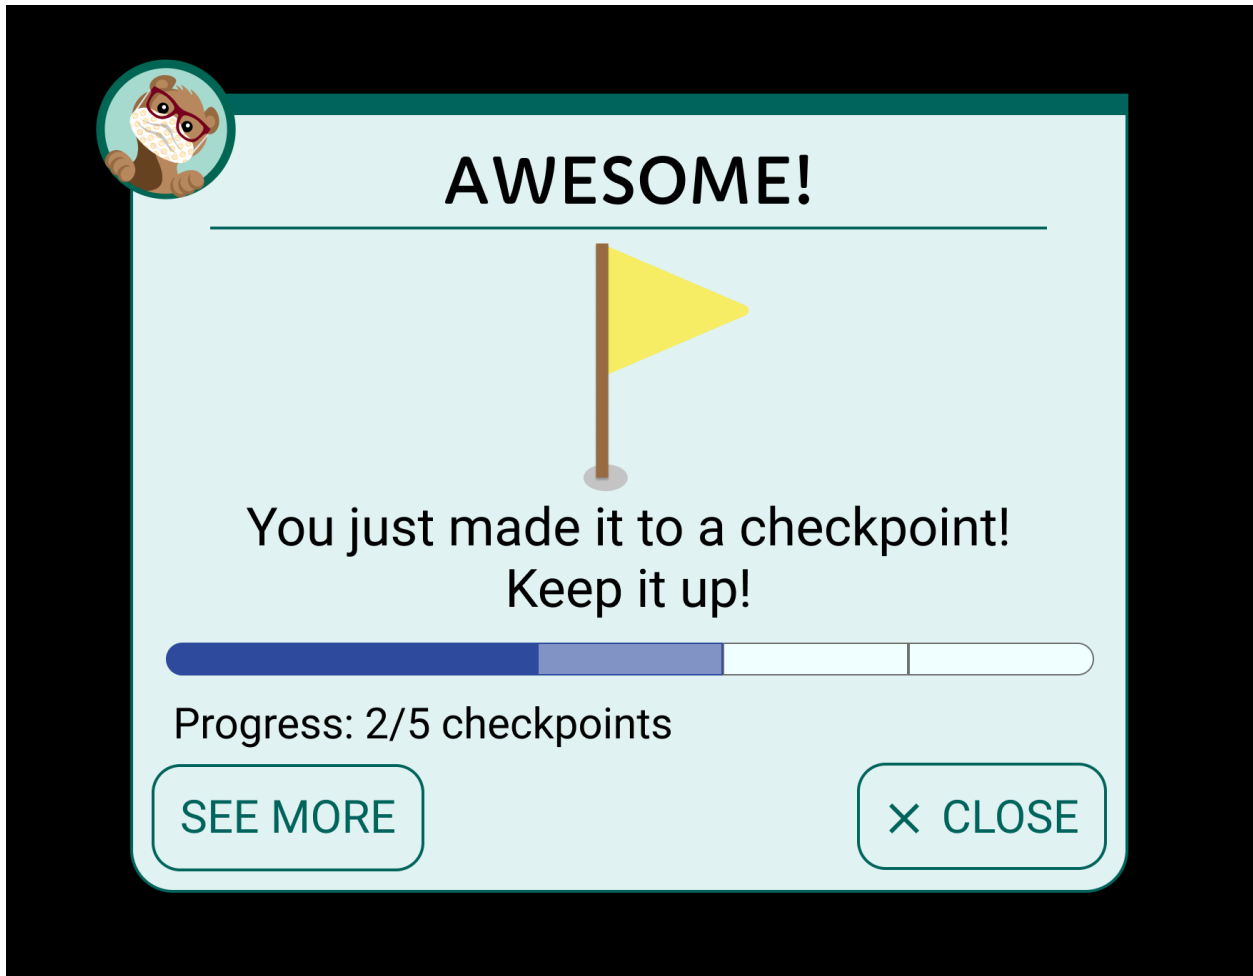 AWESOME!
You just made it to a checkpoint!
Keep it up!
Progress: 2/5 checkpoints
SEE MORE
CLOSE